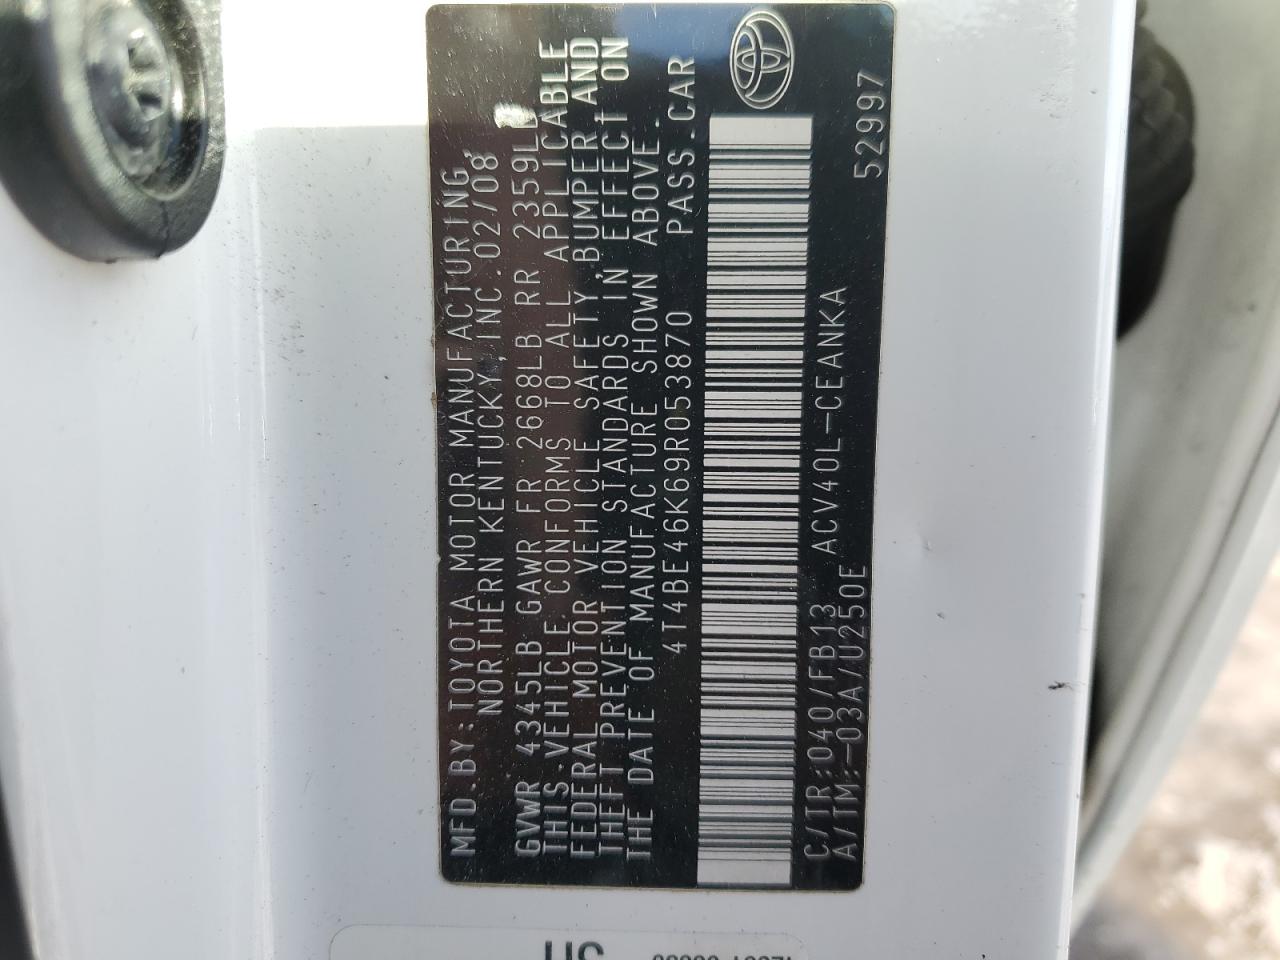 MFD.BY:TOYOTA MOTOR MANUFACTURING,
NORTHERN KENTUCKY,INC.02/08
GVWR 4345LB GAWR FR 2668LB RR 2359LB
THIS VEHICLE CONFORMS TO ALL APPLICABLE
FEDERAL MOTOR VEHICLE SAFETY,BUMPER AND
THEFT PREVENTION STANDARDS IN EFFECT ON
THE DATE OF MANUFACTURE SHOWN ABOVE.
4T4BE46K69R053870 PASS.CAR
C/TR:040/FB13 ACV40L-CEANKA 52997
A/TM:-03A/U250E